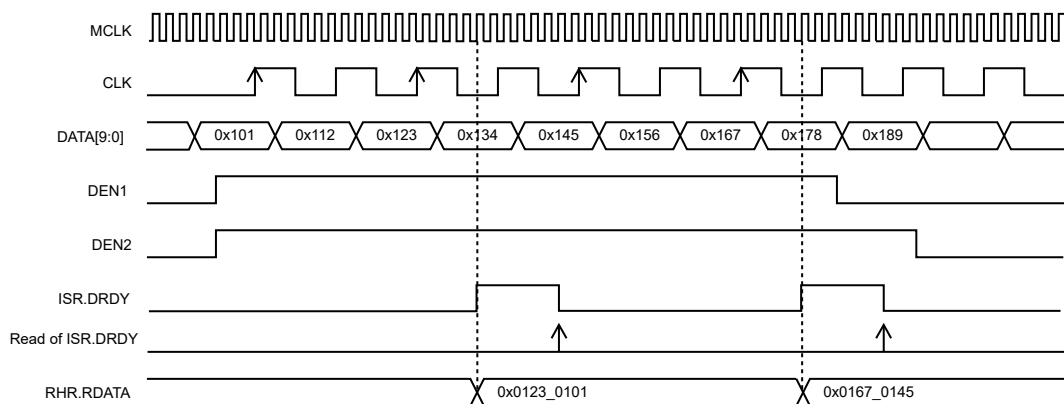 MCLK
CLK
DATA[9:0] 0x101 0x112 0x123 0x134 0x145 0x156 0x167 0x178 0x189
DEN1
DEN2
ISR.DRDY
Read of ISR.DRDY
RHR.RDATA 0x0123_0101 0x0167_0145